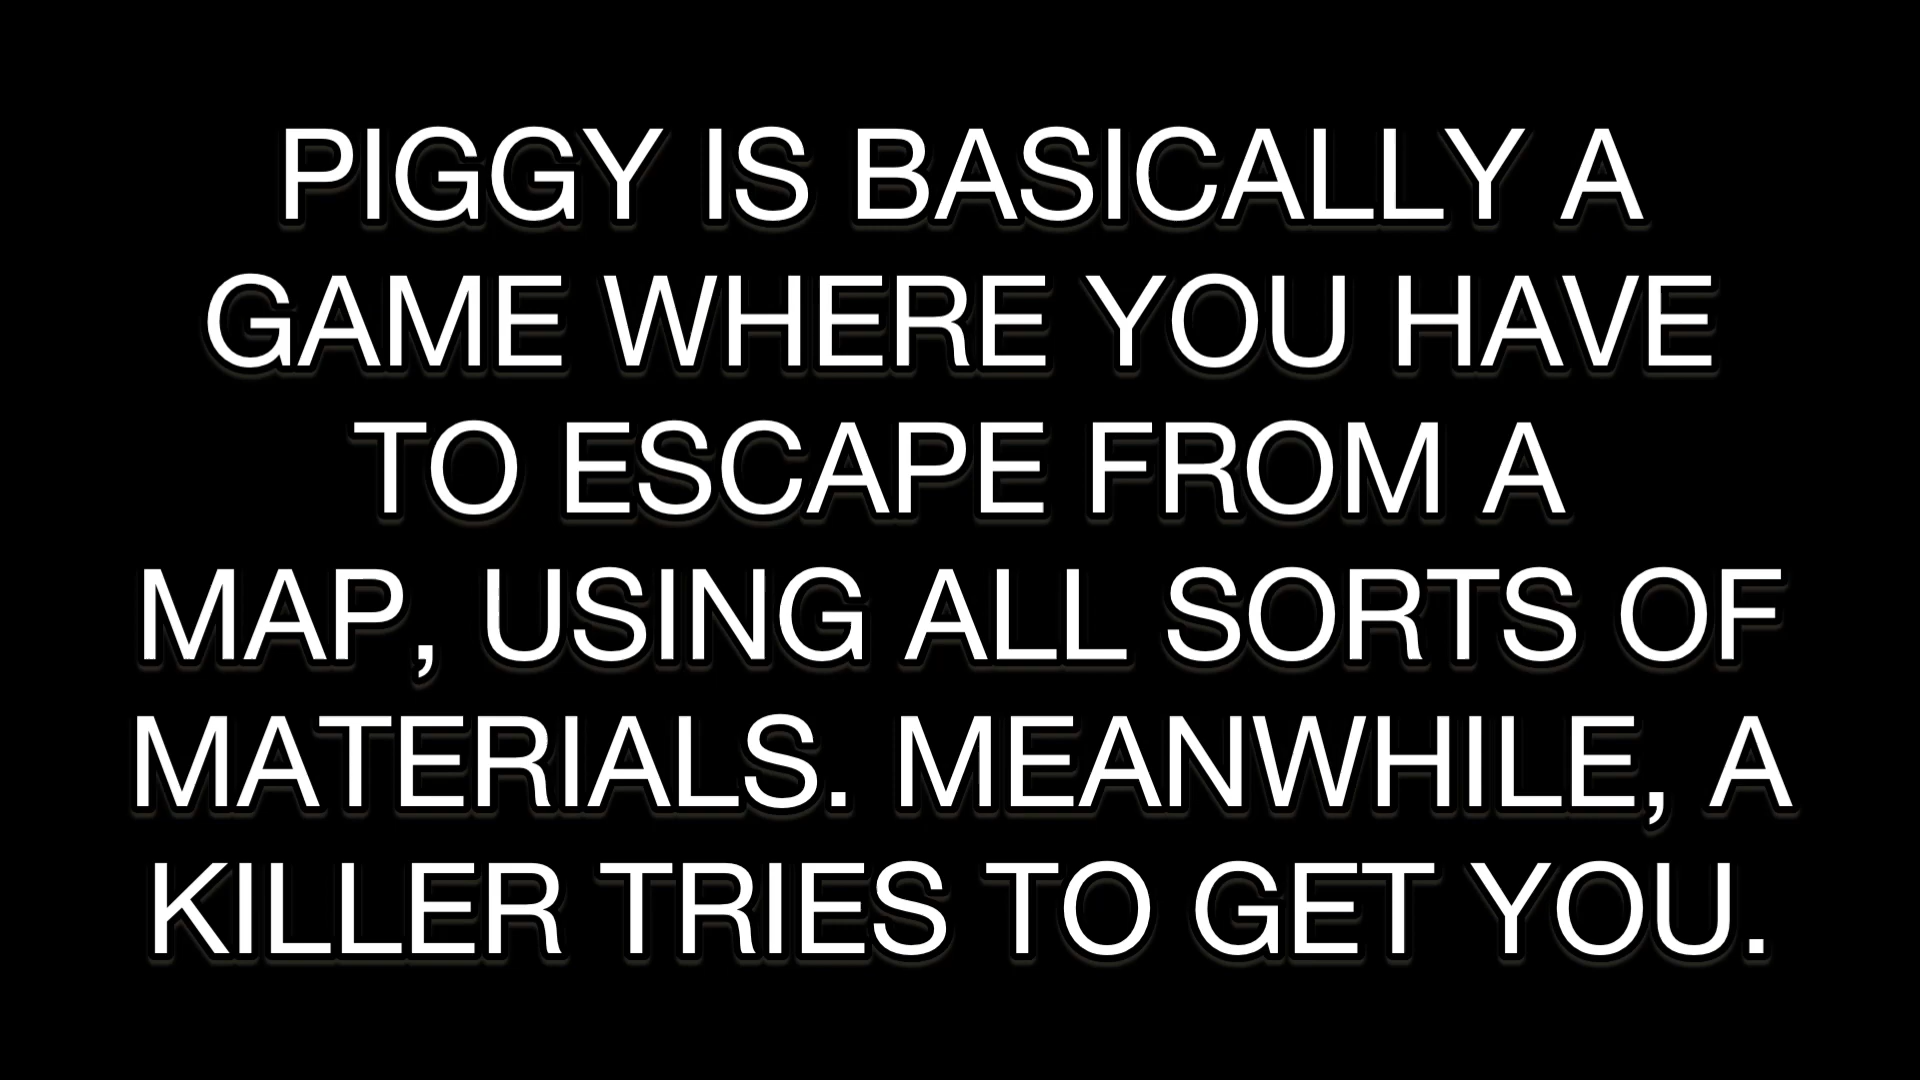 PIGGY IS BASICALLY A
GAME WHERE YOU HAVE
TO ESCAPE FROM A
MAP, USING ALL SORTS OF
MATERIALS. MEANWHILE, A
KILLER TRIES TO GET YOU.